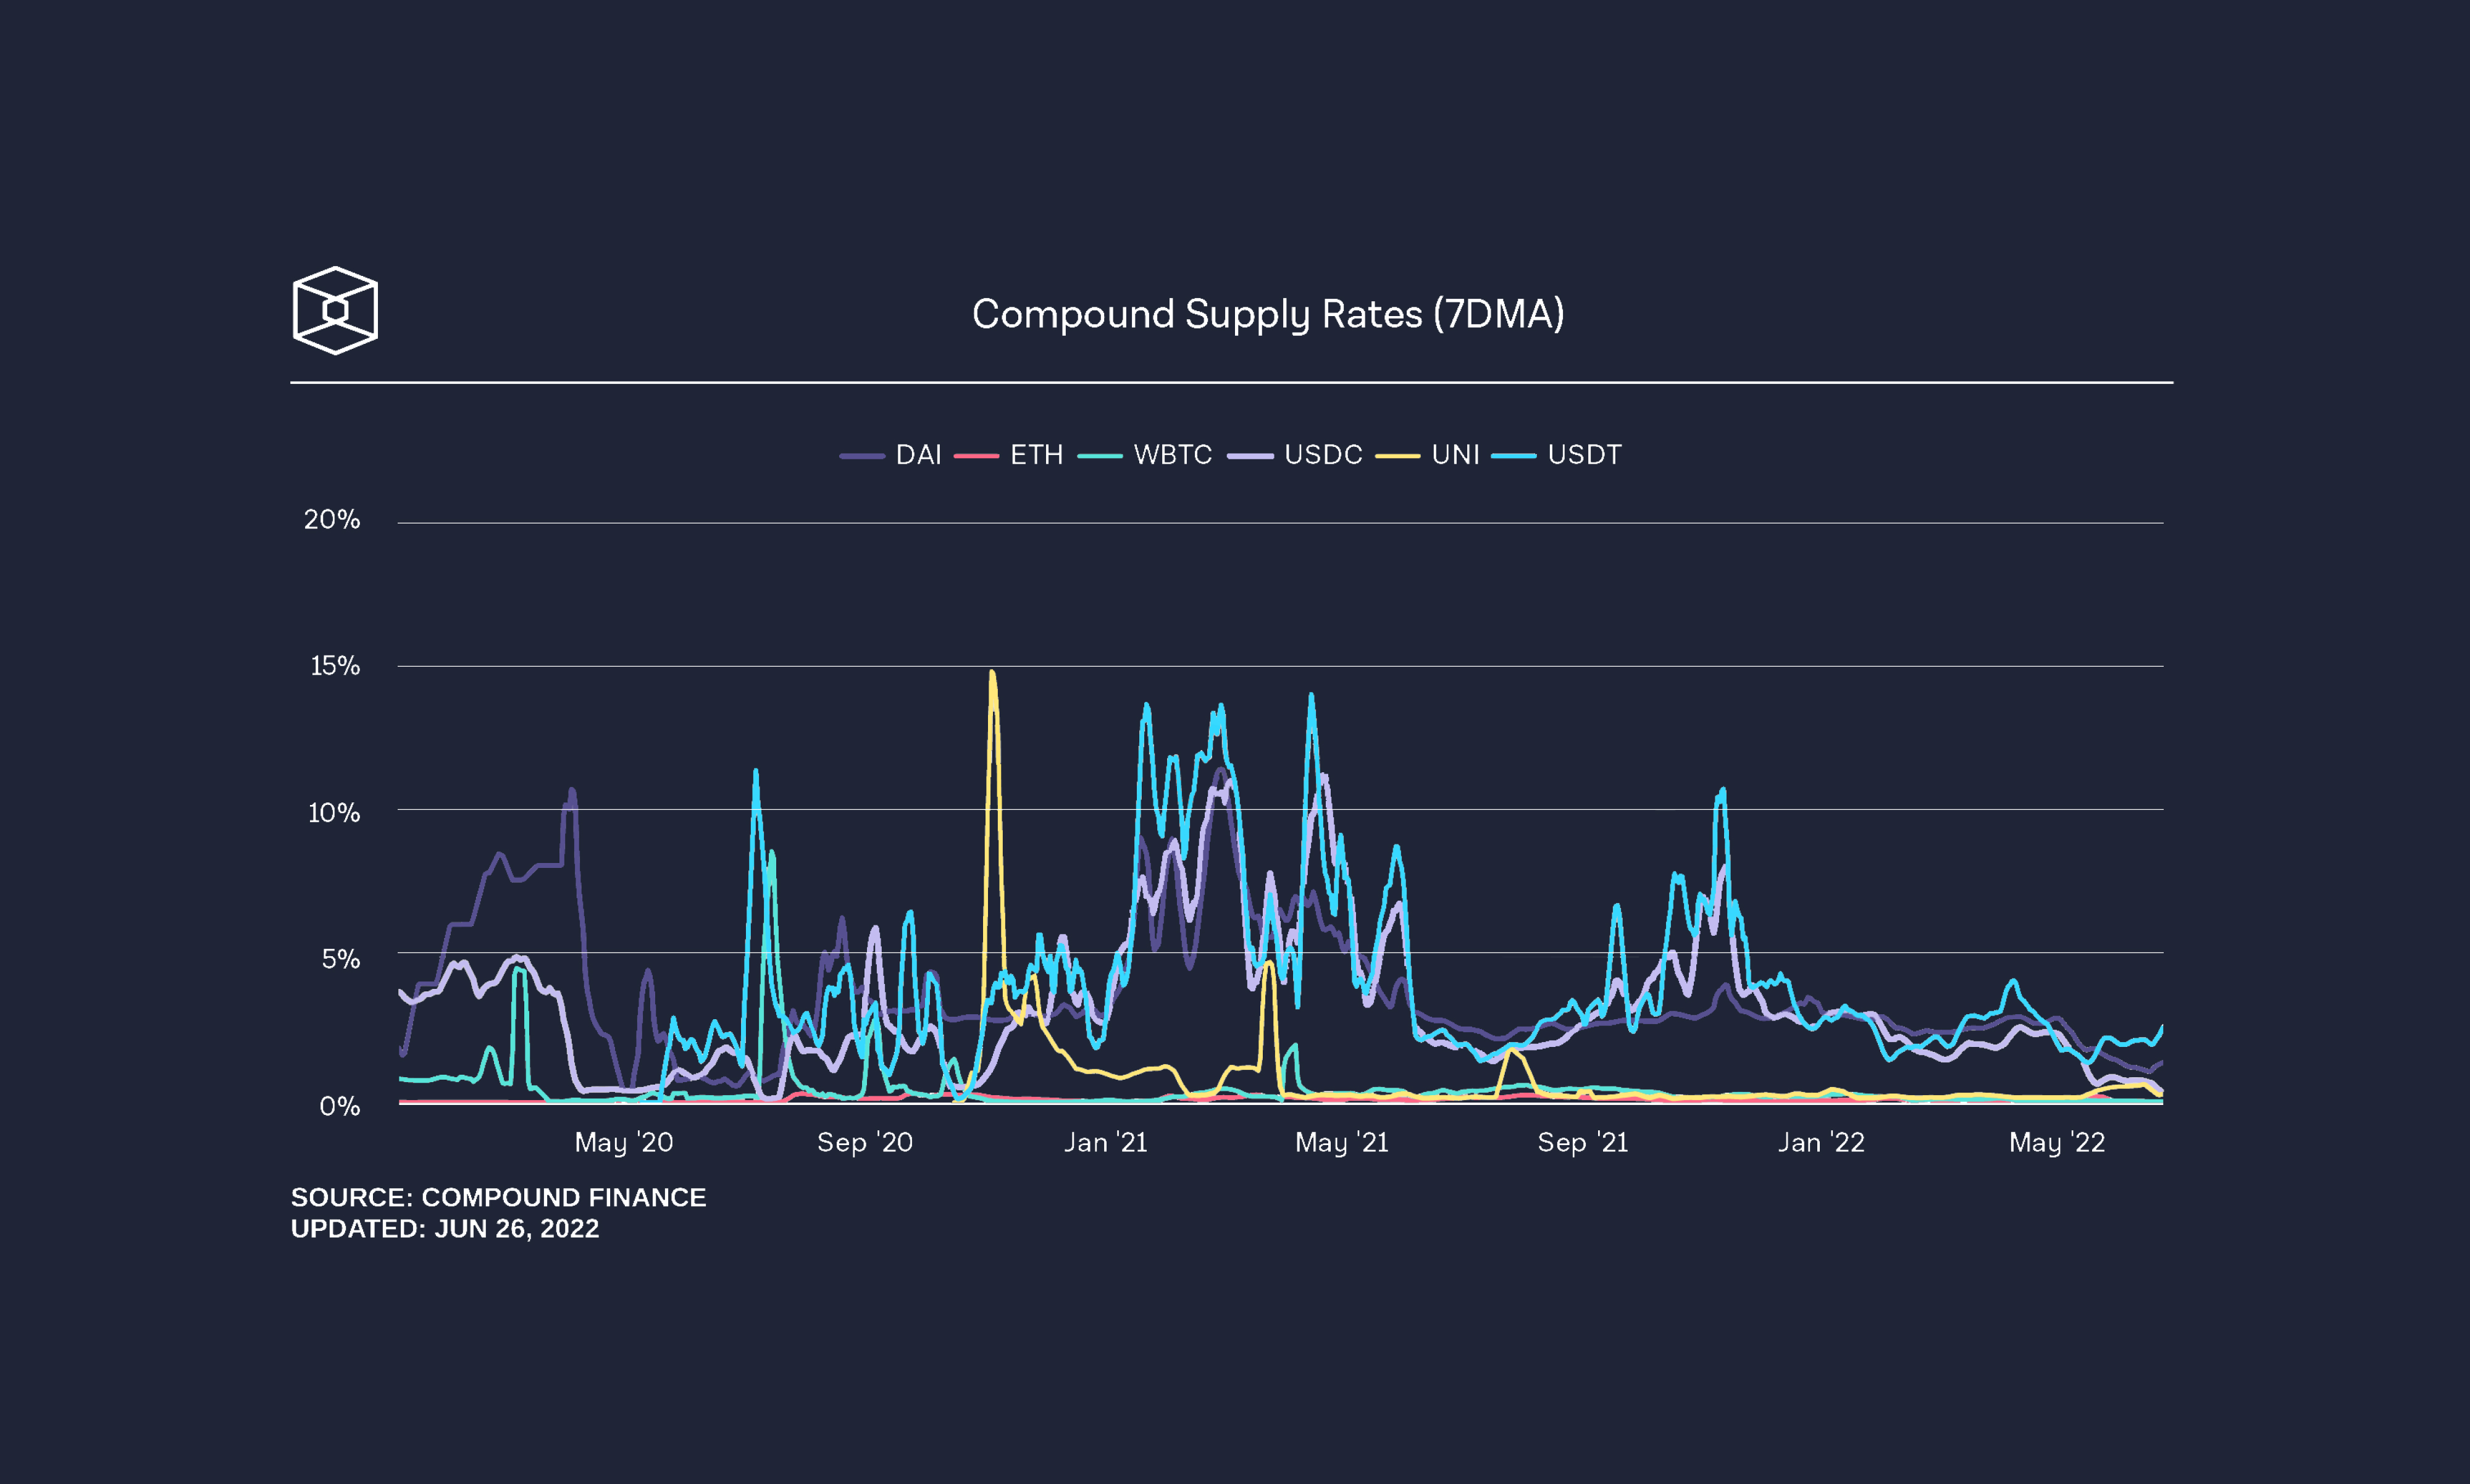 Compound Supply Rates (7DMA)
DAI ETH WBTC USDC UNI USDT
20%
15%
10%
5%
0%
May '20 Sep '20 Jan '21 May '21 Sep '21 Jan '22 May '22
SOURCE: COMPOUND FINANCE
UPDATED: JUN 26, 2022